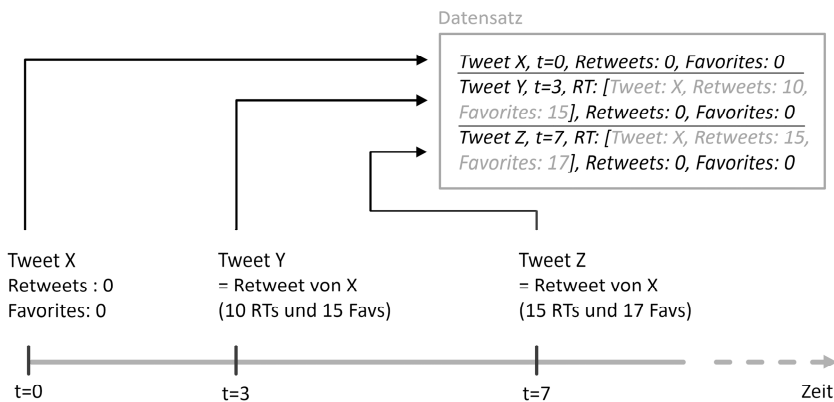 Datensatz
Tweet X, t=0, Retweets: 0, Favorites: 0
Tweet Y, t=3, RT: [Tweet: X, Retweets: 10,
Favorites: 15], Retweets: 0, Favorites: 0
Tweet Z, t=7, RT: [Tweet: X, Retweets: 15,
Favorites: 17], Retweets: 0, Favorites: 0
Tweet X
Retweets : 0
Favorites: 0
Tweet Y
= Retweet von X
(10 RTs und 15 Favs)
Tweet Z
= Retweet von X
(15 RTs und 17 Favs)
t=0
t=3
t=7
Zeit